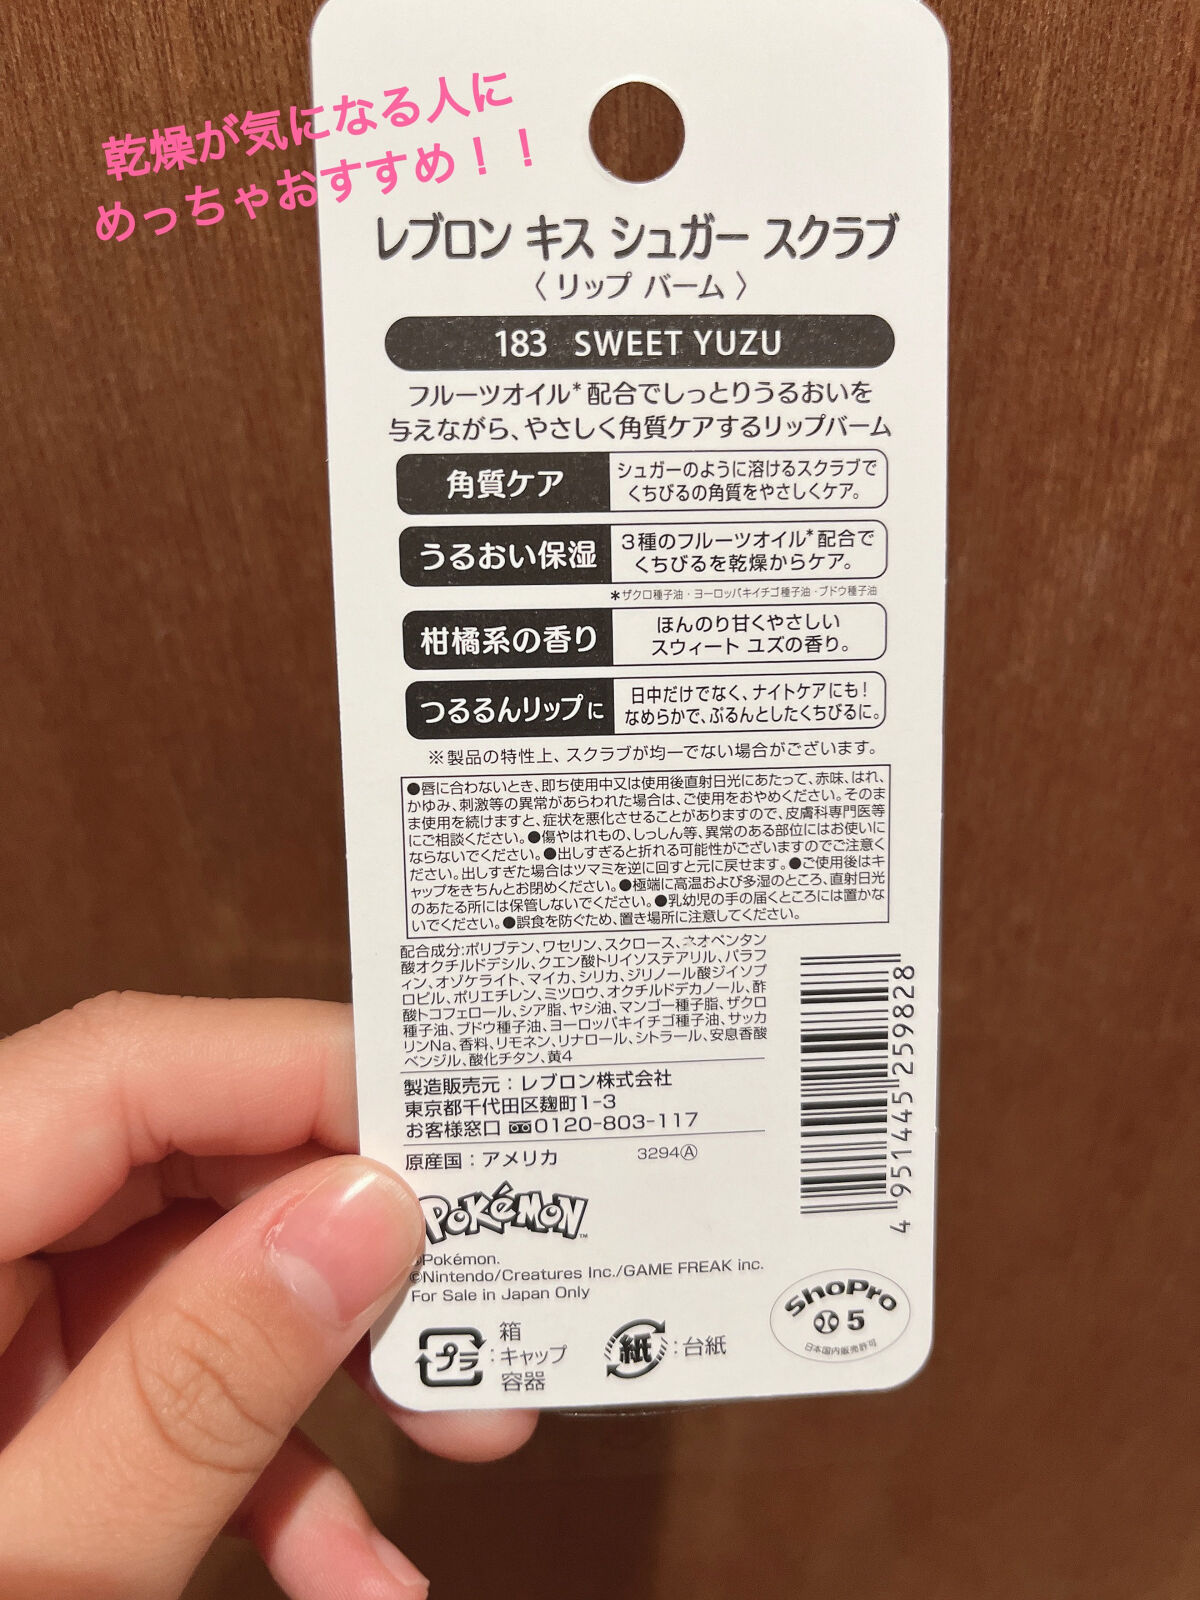 乾燥が気になる人に
めっちゃおすすめ！！
レブロン キス シュガー スクラブ
〈 リップ バーム 〉
183 SWEET YUZU
フルーツオイル*配合でしっとりうるおいを
与えながら、やさしく角質ケアするリップバーム
角質ケア
シュガーのように溶けるスクラブで
くちびるの角質をやさしくケア。
うるおい保湿
3種のフルーツオイル*配合で
くちびるを乾燥からケア。
*ザクロ種子油・ヨーロッパキイチゴ種子油・ブドウ種子油
柑橘系の香り
ほんのり甘くやさしい
スウィート ユズの香り。
つるるんリップに
日中だけでなく、ナイトケアにも!
なめらかで、ぷるんとしたくちびるに。
※製品の特性上、スクラブが均一でない場合がございます。
●唇に合わないとき、即ち使用中又は使用後直射日光にあたって、赤味、はれ、
かゆみ、刺激等の異常があらわれた場合は、ご使用をおやめください。そのま
ま使用を続けますと、症状を悪化させることがありますので、皮膚科専門医等
にご相談ください。●傷やはれもの、しっしん等、異常のある部位にはお使いに
ならないでください。●出しすぎると折れる可能性がございますのでご注意く
ださい。出しすぎた場合はツマミを逆に回すと元に戻せます。●ご使用後はキ
ャップをきちんとお閉めください。●極端に高温および多湿のところ、直射日光
のあたる所には保管しないでください。●乳幼児の手の届くところには置かな
いでください。●誤食を防ぐため、置き場所に注意してください。
配合成分:ポリブテン、ワセリン、スクロース、ネオペンタン
酸オクチルドデシル、クエン酸トリイソステアリル、パラフ
ィン、オゾケライト、マイカ、シリカ、ジリノール酸ジイソプ
ロピル、ポリエチレン、ミツロウ、オクチルドデカノール、酢
酸トコフェロール、シア脂、ヤシ油、マンゴー種子脂、ザクロ
種子油、ブドウ種子油、ヨーロッパキイチゴ種子油、サッカ
リンNa、香料、リモネン、リナロール、シトラール、安息香酸
ベンジル、酸化チタン、黄4
製造販売元：レブロン株式会社
東京都千代田区麹町1-3
お客様窓口 0120-803-117
原産国：アメリカ
3294Ⓐ
4 951445 259828
POKéMON
©Pokémon.
©Nintendo/Creatures Inc./GAME FREAK inc.
For Sale in Japan Only
ShoPro
5
日本国内販売許可
プラ
：
箱
キャップ
容器
紙
：台紙